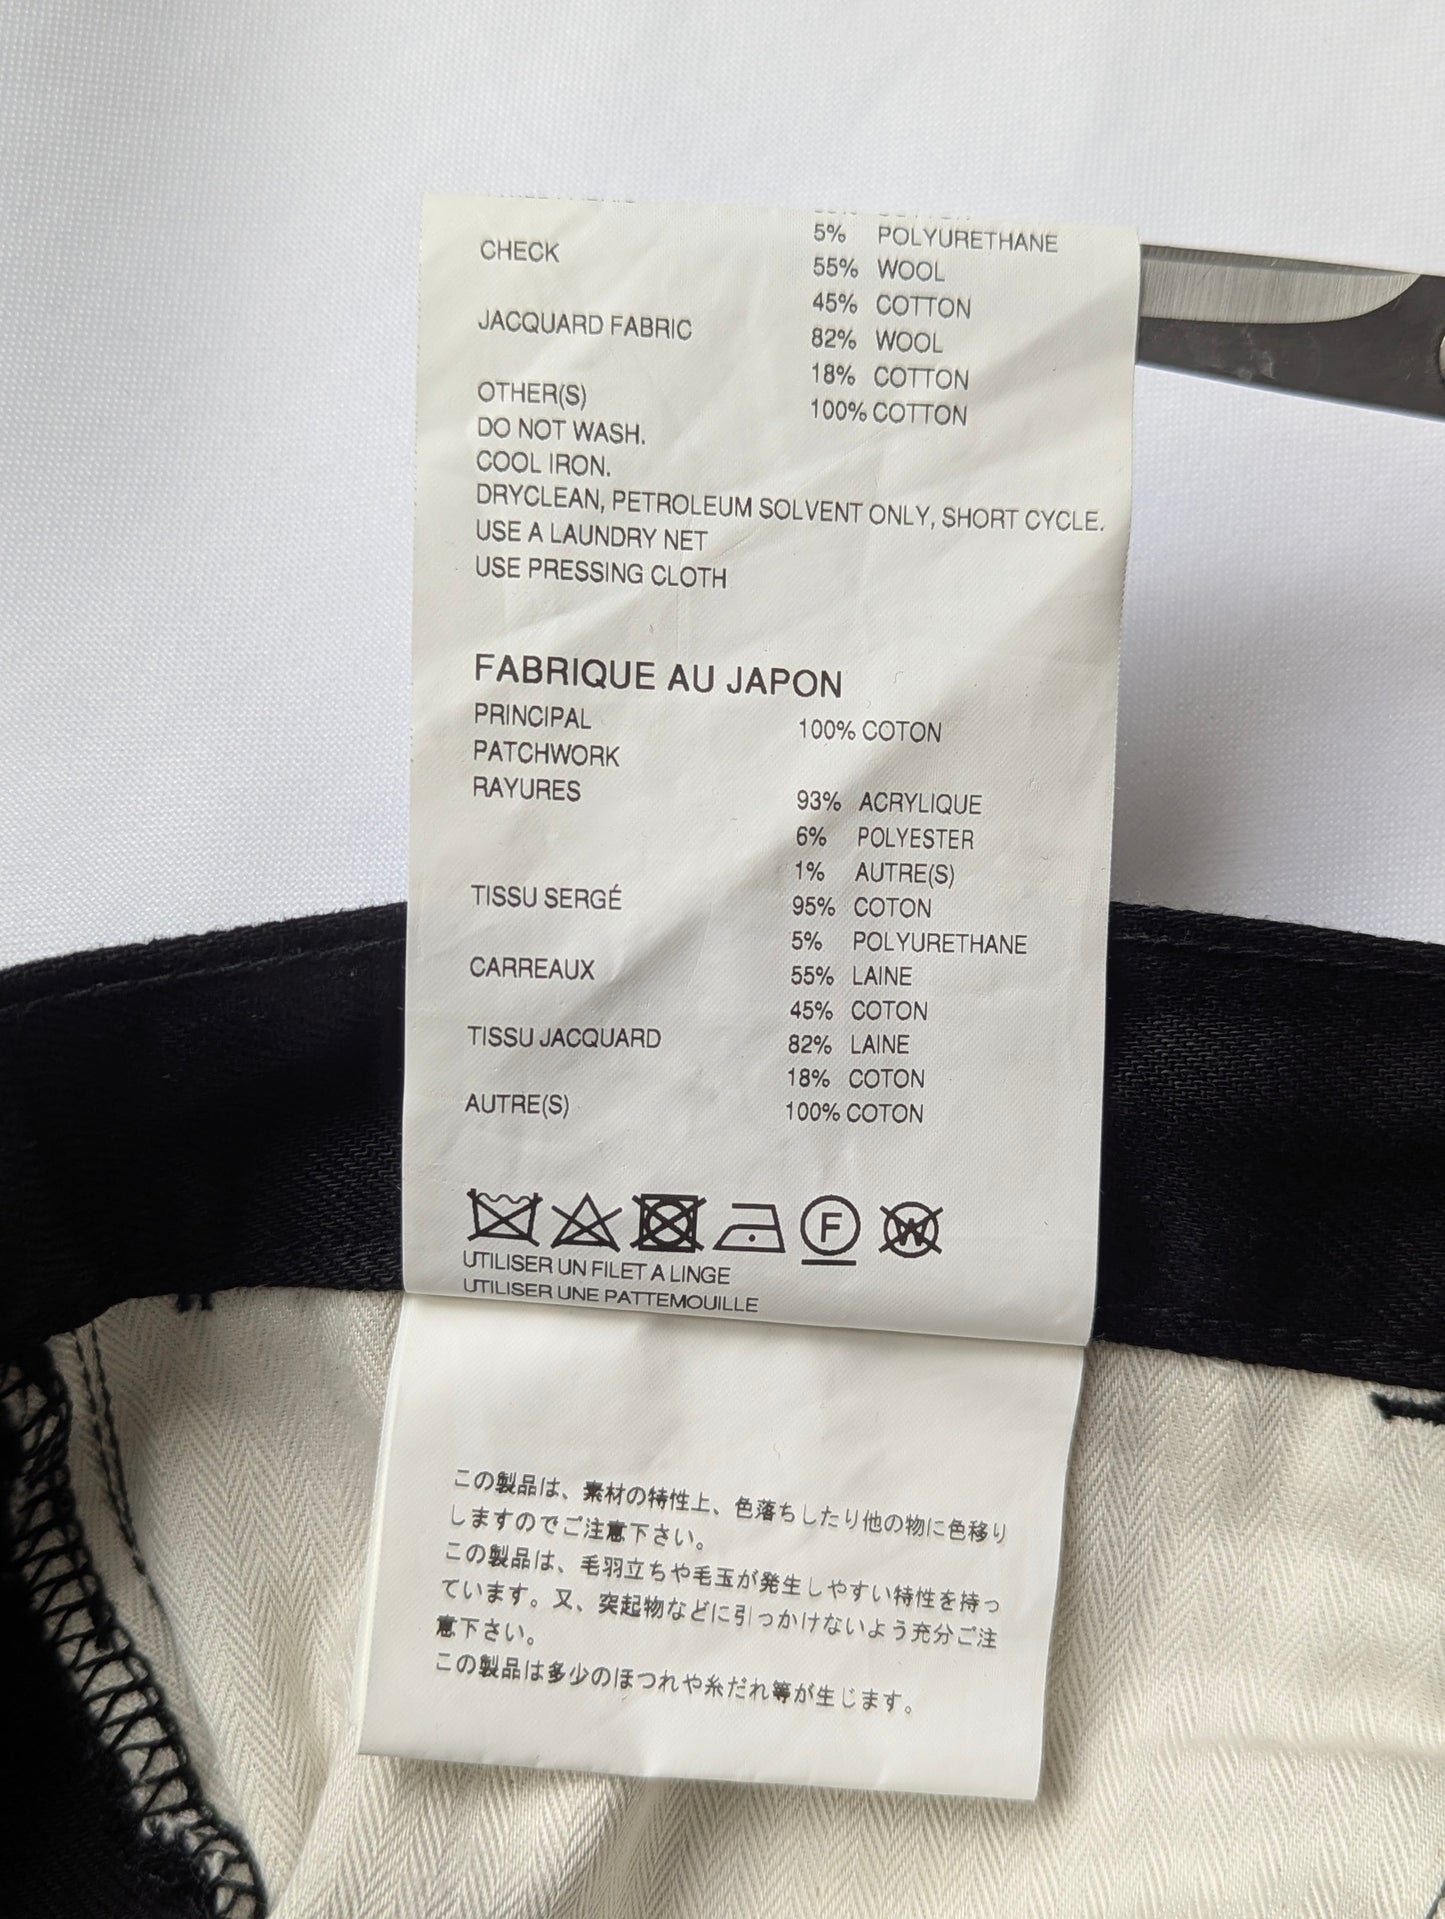 5% POLYURETHANE
CHECK 55% WOOL
45% COTTON
JACQUARD FABRIC 82% WOOL
18% COTTON
OTHER(S) 100% COTTON
DO NOT WASH.
COOL IRON.
DRYCLEAN, PETROLEUM SOLVENT ONLY, SHORT CYCLE.
USE A LAUNDRY NET
USE PRESSING CLOTH
FABRIQUE AU JAPON
PRINCIPAL 100% COTON
PATCHWORK
RAYURES 93% ACRYLIQUE
6% POLYESTER
1% AUTRE(S)
TISSU SERGÉ 95% COTON
5% POLYURETHANE
CARREAUX 55% LAINE
45% COTON
TISSU JACQUARD 82% LAINE
18% COTON
AUTRE(S) 100% COTON
F W
UTILISER UN FILET A LINGE
UTILISER UNE PATTEMOUILLE
この製品は、素材の特性上、色落ちしたり他の物に色移り
しますのでご注意下さい。
この製品は、毛羽立ちや毛玉が発生しやすい特性を持っ
ています。又、突起物などに引っかけないよう充分ご注
意下さい。
この製品は多少のほつれや糸だれ等が生じます。